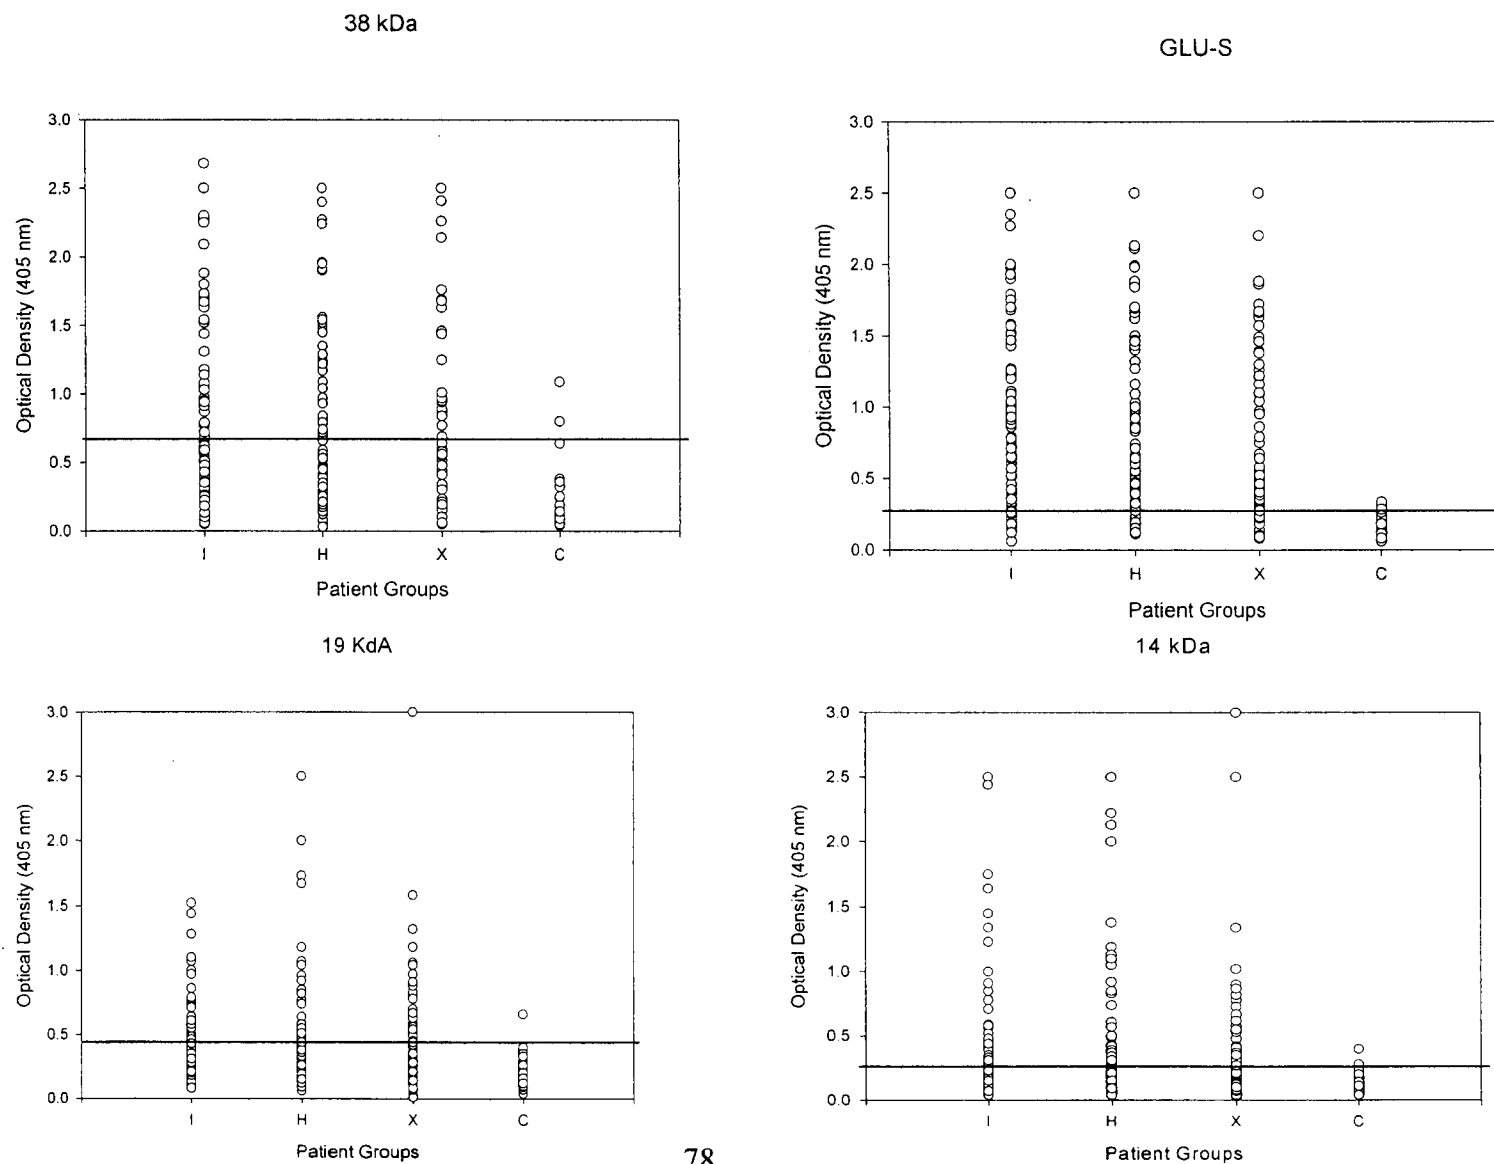 38 kDa
3.0
2.5
2.0
1.5
1.0
0.5
0.0
Optical Density (405 nm)
I
H
X
C
Patient Groups
GLU-S
3.0
2.5
2.0
1.5
1.0
0.5
0.0
Optical Density (405 nm)
I
H
X
C
Patient Groups
19 KdA
3.0
2.5
2.0
1.5
1.0
0.5
0.0
Optical Density (405 nm)
I
H
X
C
Patient Groups
14 kDa
3.0
2.5
2.0
1.5
1.0
0.5
0.0
Optical Density (405 nm)
I
H
X
C
Patient Groups
78